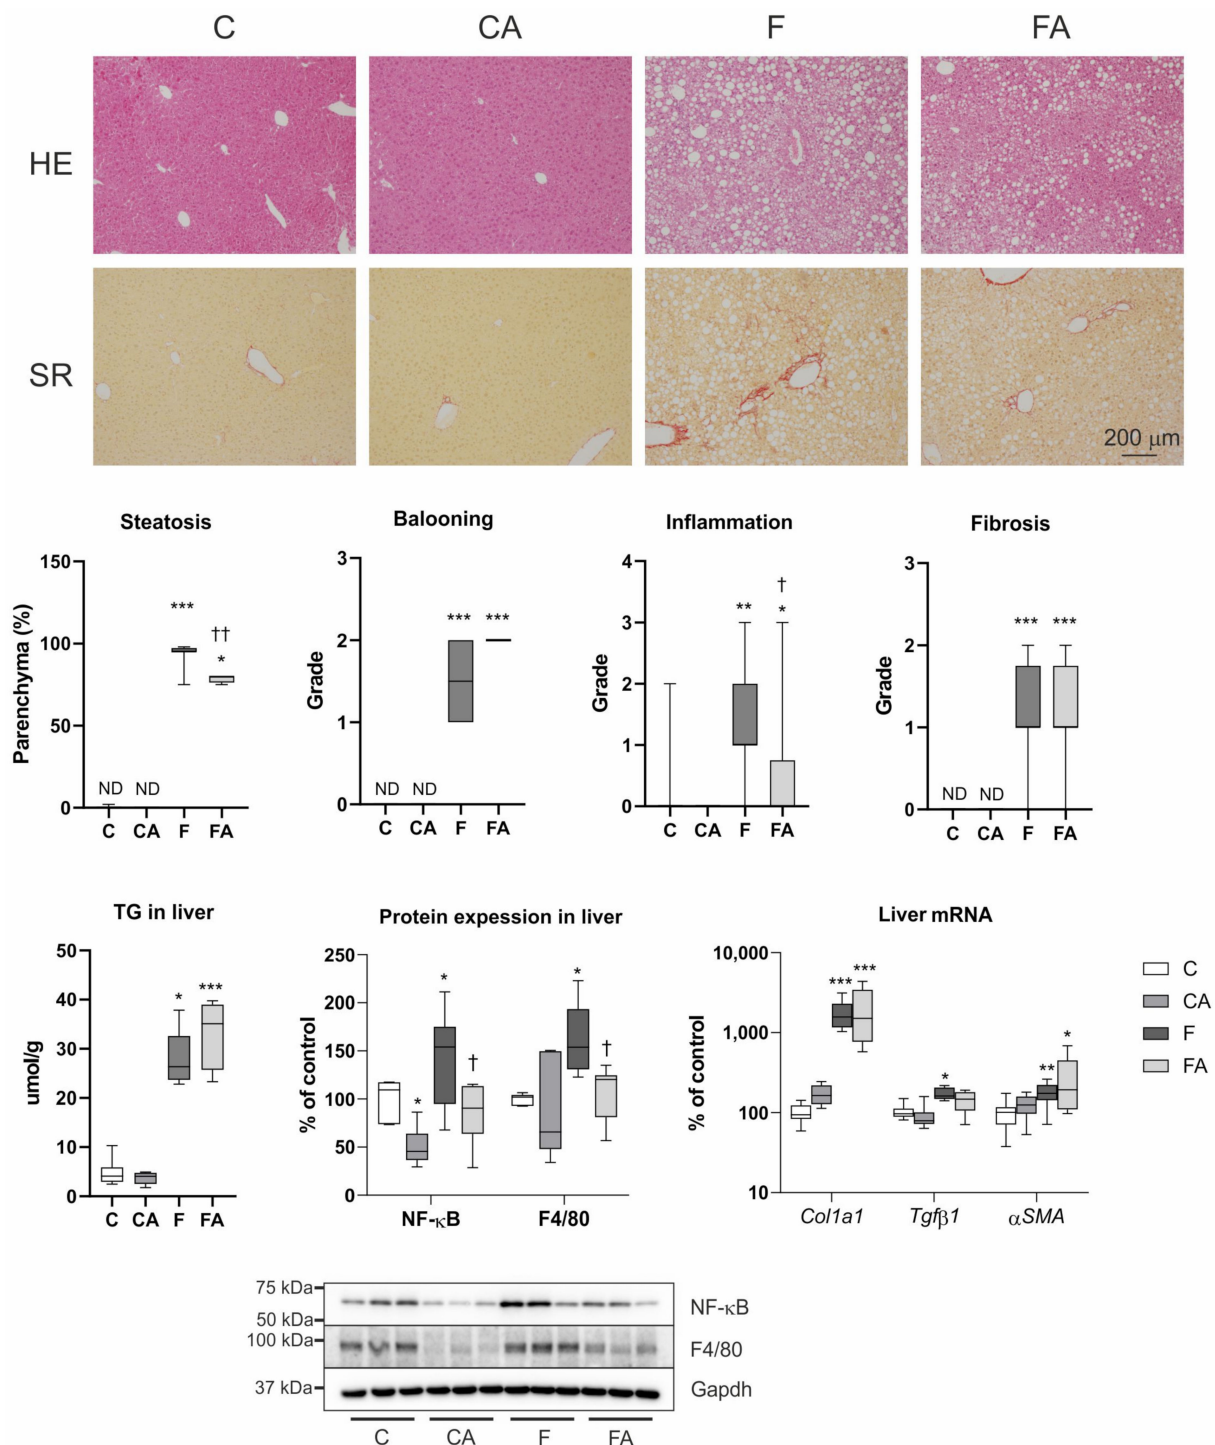 C CA F FA
HE
SR
200 μm
Steatosis
Parenchyma (%)
150
100
50
0
***
††
*
ND ND
C CA F FA
Balooning
Grade
3
2
1
0
*** ***
ND ND
C CA F FA
Inflammation
Grade
4
3
2
1
0
**
†
*
C CA F FA
Fibrosis
Grade
3
2
1
0
*** ***
ND ND
C CA F FA
TG in liver
umol/g
50
40
30
20
10
0
*
***
C CA F FA
Protein expession in liver
% of control
250
200
150
100
50
0
*
*
†
*
†
NF-κB F4/80
Liver mRNA
% of control
10,000
1,000
100
10
***
***
*
**
*
Col1a1 Tgfβ1 αSMA
C
CA
F
FA
75 kDa
50 kDa
100 kDa
37 kDa
NF-κB
F4/80
Gapdh
C CA F FA